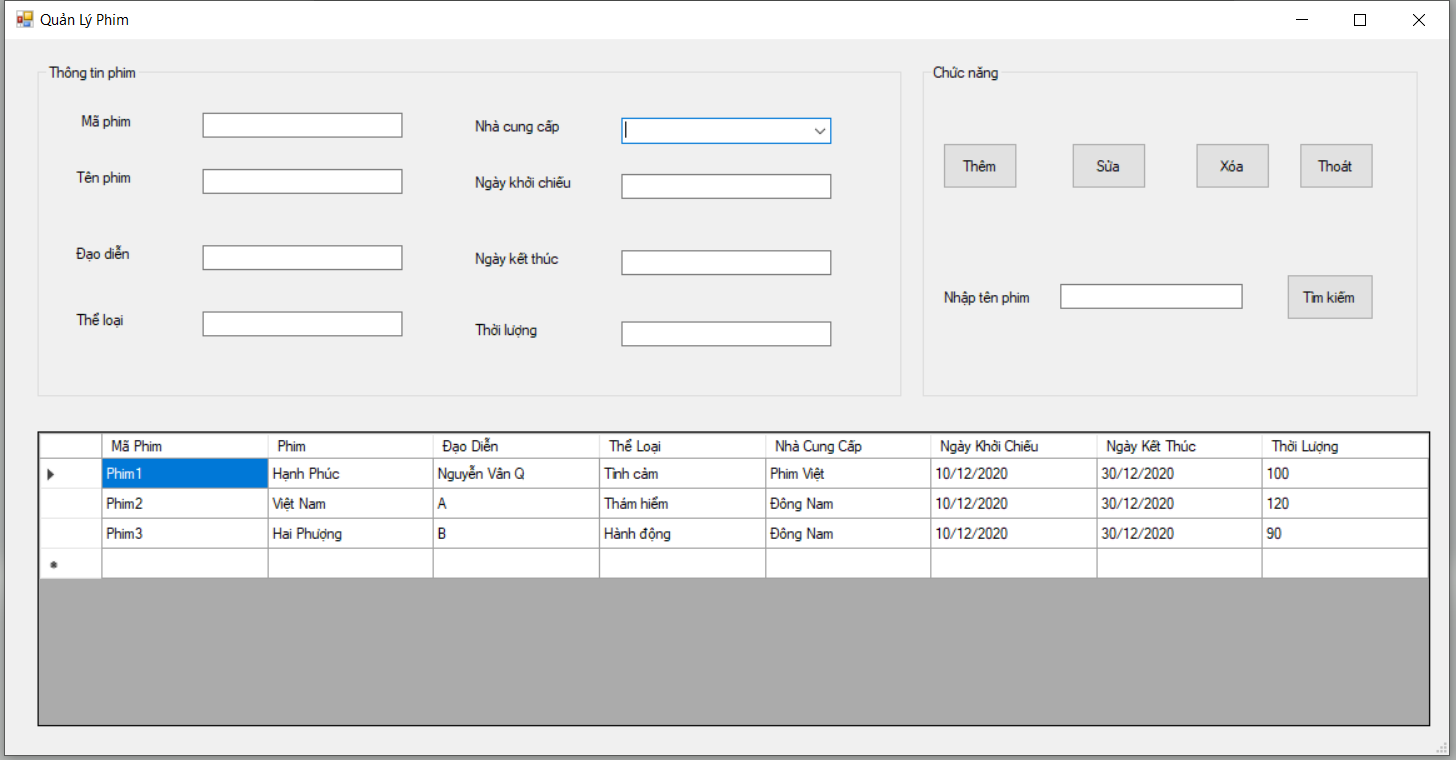 Quản Lý Phim
Thông tin phim
Mã phim
Nhà cung cấp
Tên phim
Ngày khởi chiếu
Đạo diễn
Ngày kết thúc
Thể loại
Thời lượng
Chức năng
Thêm Sửa Xóa Thoát
Nhập tên phim Tìm kiếm
Mã Phim Phim Đạo Diễn Thể Loại Nhà Cung Cấp Ngày Khởi Chiếu Ngày Kết Thúc Thời Lượng
Phim1 Hạnh Phúc Nguyễn Văn Q Tình cảm Phim Việt 10/12/2020 30/12/2020 100
Phim2 Việt Nam A Thám hiểm Đông Nam 10/12/2020 30/12/2020 120
Phim3 Hai Phượng B Hành động Đông Nam 10/12/2020 30/12/2020 90